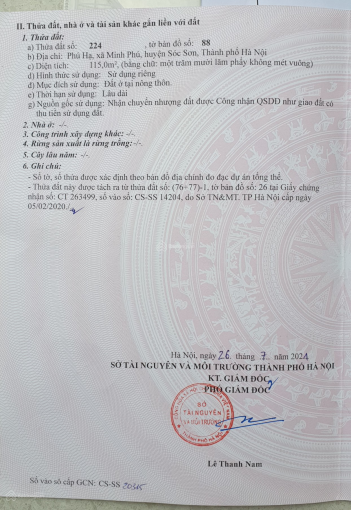 II. Thửa đất, nhà ở và tài sản khác gắn liền với đất
1. Thửa đất:
a) Thửa đất số: 224 , tờ bản đồ số: 88
b) Địa chỉ: Phù Hạ, xã Minh Phú, huyện Sóc Sơn, Thành phố Hà Nội
c) Diện tích: 115,0m², (bằng chữ: một trăm mười lăm phẩy không mét vuông)
d) Hình thức sử dụng: Sử dụng riêng
đ) Mục đích sử dụng: Đất ở tại nông thôn.
e) Thời hạn sử dụng: Lâu dài
g) Nguồn gốc sử dụng: Nhận chuyển nhượng đất được Công nhận QSDĐ như giao đất có
thu tiền sử dụng đất.
2. Nhà ở: -/-
3. Công trình xây dựng khác: -/-
4. Rừng sản xuất là rừng trồng: -/-
5. Cây lâu năm: -/-
6. Ghi chú:
- Số tờ, số thửa được xác định theo bản đồ địa chính đo đạc dự án tổng thể.
- Thửa đất này được tách ra từ thửa đất số: (76+77)-1, tờ bản đồ số: 26 tại Giấy chứng
nhận số: CT 263499, số vào sổ: CS-SS 14204, do Sở TN&MT. TP Hà Nội cấp ngày
05/02/2020./
Hà Nội, ngày 26 tháng 7 năm 2024
SỞ TÀI NGUYÊN VÀ MÔI TRƯỜNG THÀNH PHỐ HÀ NỘI
KT. GIÁM ĐỐC
PHÓ GIÁM ĐỐC
SỞ
TÀI NGUYÊN
VÀ MÔI TRƯỜNG
Lê Thanh Nam
Số vào sổ cấp GCN: CS-SS